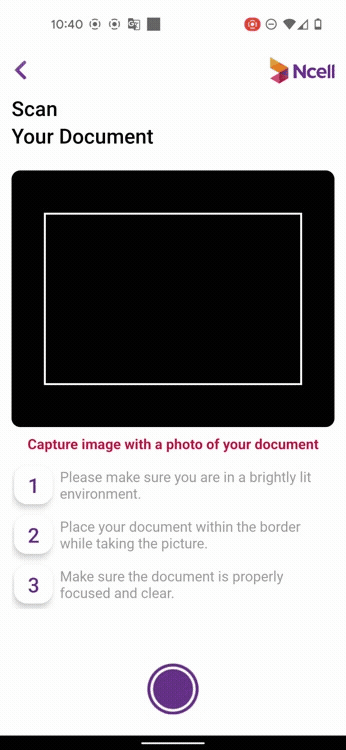 10:40
Ncell
Scan
Your Document
Capture image with a photo of your document
1
Please make sure you are in a brightly lit
environment.
2
Place your document within the border
while taking the picture.
3
Make sure the document is properly
focused and clear.